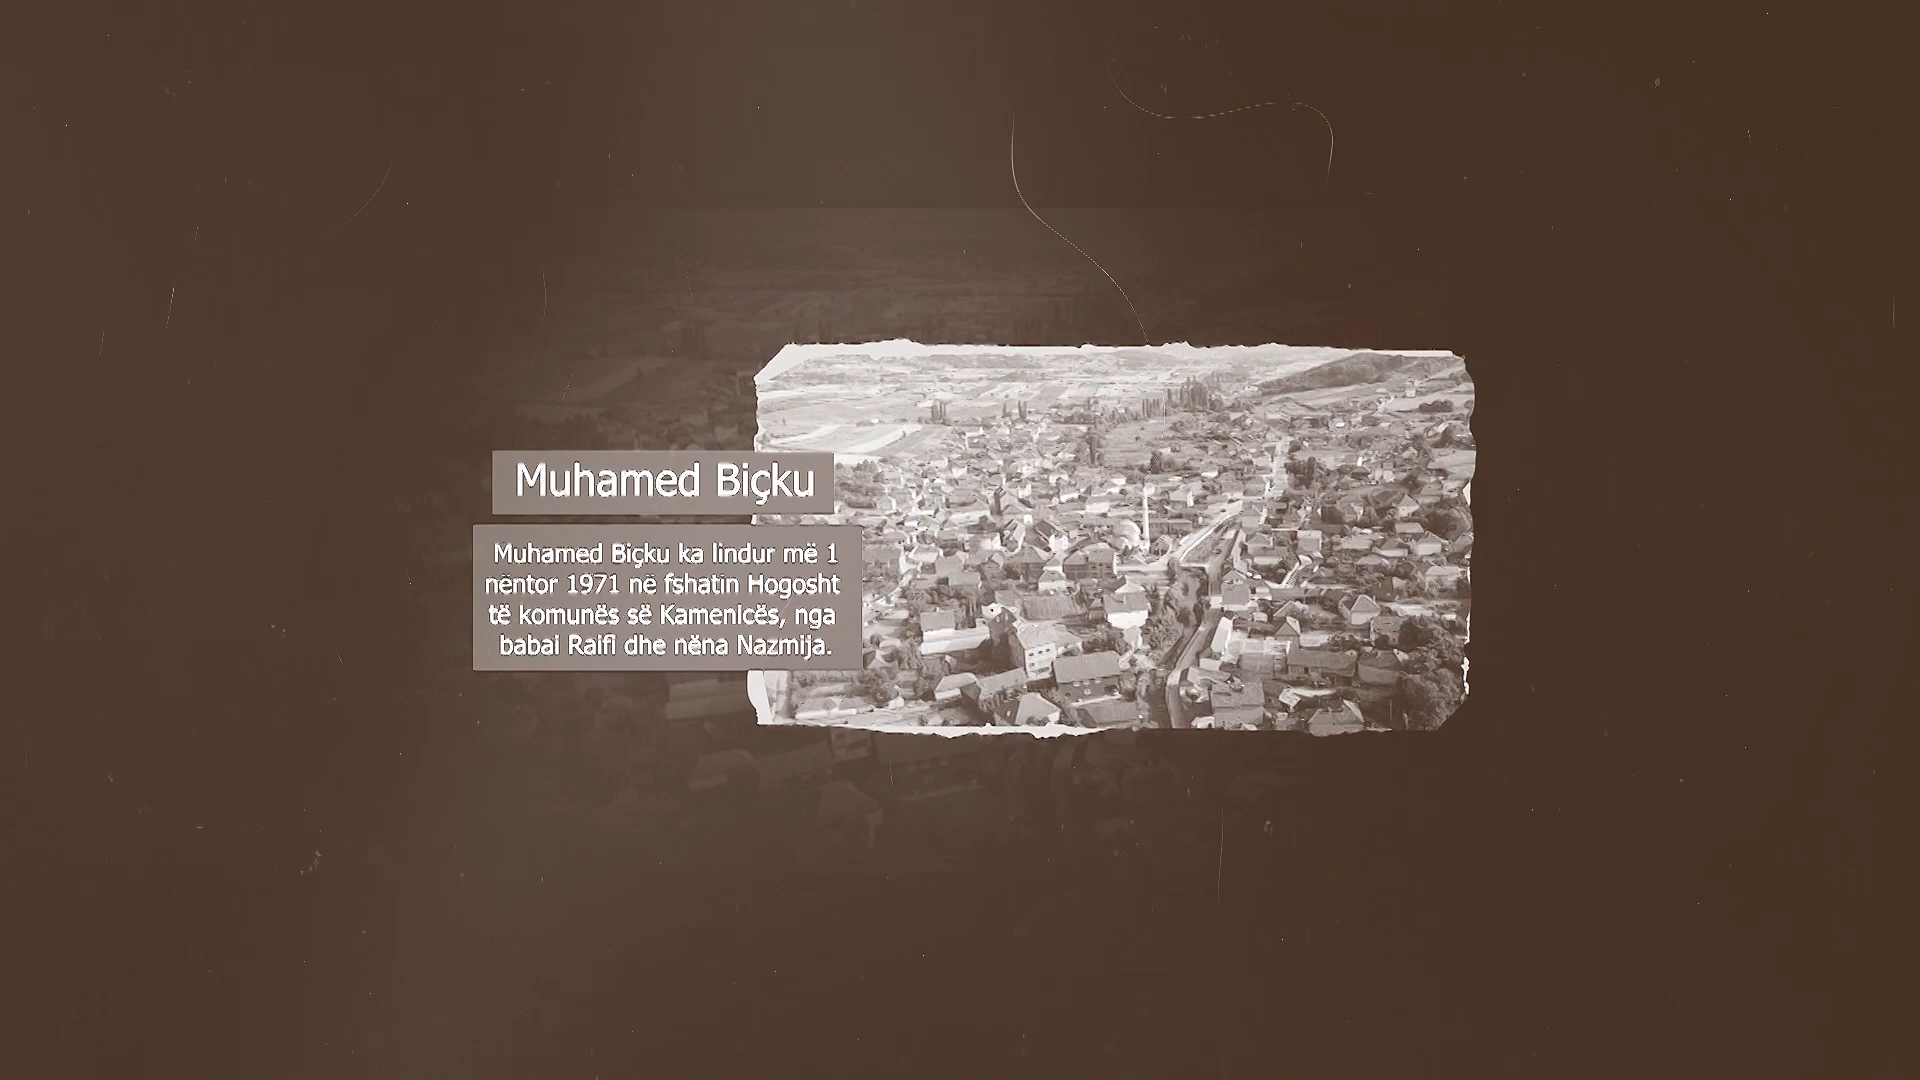 Muhamed Biçku
Muhamed Biçku ka lindur më 1
nëntor 1971 në fshatin Hogosht
të komunës së Kamenicës, nga
babai Raifi dhe nëna Nazmija.